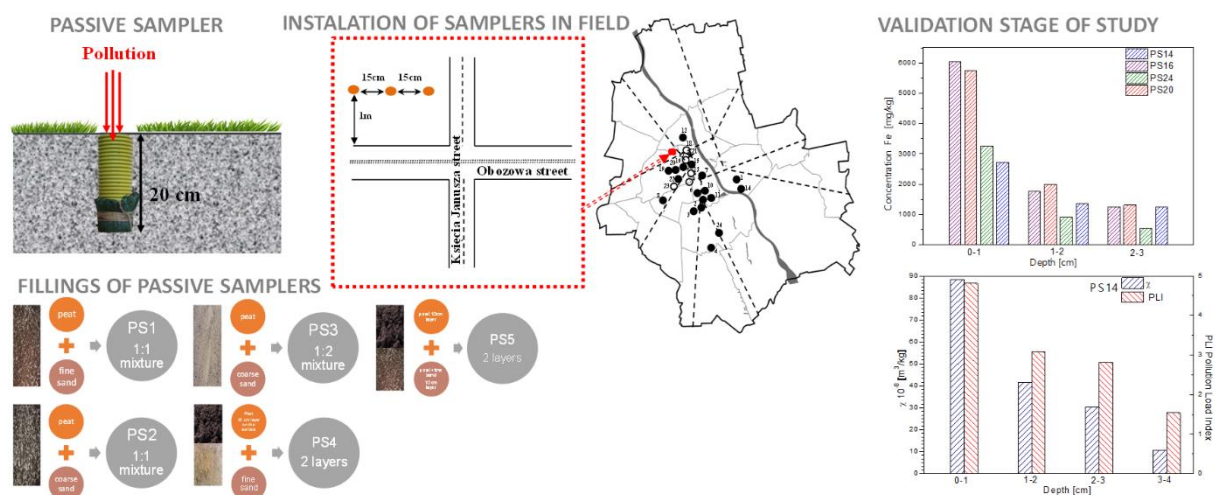 PASSIVE SAMPLER
Pollution
20 cm
INSTALATION OF SAMPLERS IN FIELD
15cm 15cm
1m
Ksiecia Janusza street
Obozowa street
VALIDATION STAGE OF STUDY
PS14
PS16
PS24
PS20
Concentration Fe [mg/kg]
6000
5000
4000
3000
2000
1000
0
0-1 1-2 2-3
Depth [cm]
PS14 χ
PLI
χ 10⁻⁸ [m³/kg]
90
80
70
60
50
40
30
20
10
0
PLI Pollution Load Index
5
4
3
2
1
0
0-1 1-2 2-3 3-4
Depth [cm]
FILLINGS OF PASSIVE SAMPLERS
peat
fine
sand
PS1
1:1
mixture
peat
coarse
sand
PS3
1:2
mixture
PS5
2 layers
peat
coarse
sand
PS2
1:1
mixture
fine
sand
PS4
2 layers